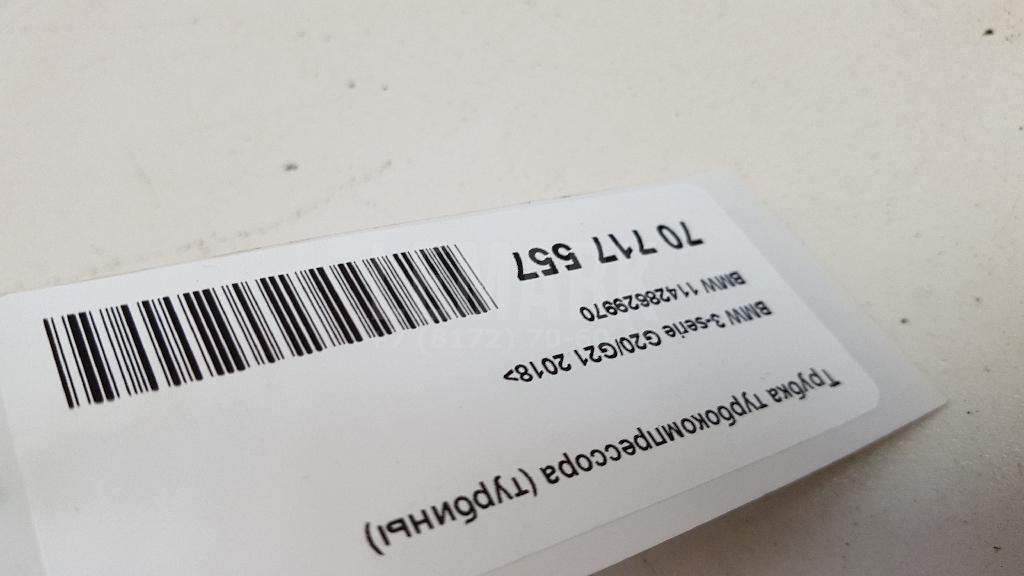 Трубка турбокомпрессора (турбины)
BMW 3-serie G20/G21 2018>
BMW 11428629970
70 717 557